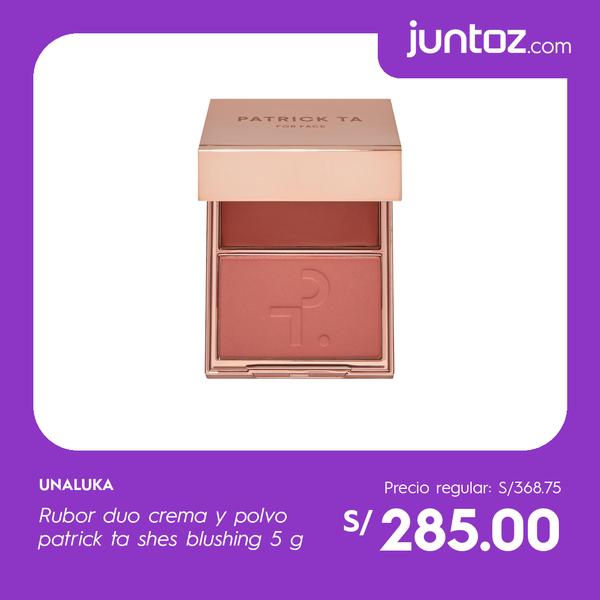 juntoz.com
PATRICK TA
FOR FACE
UNALUKA
Rubor duo crema y polvo
patrick ta shes blushing 5 g
Precio regular: S/368.75
S/285.00